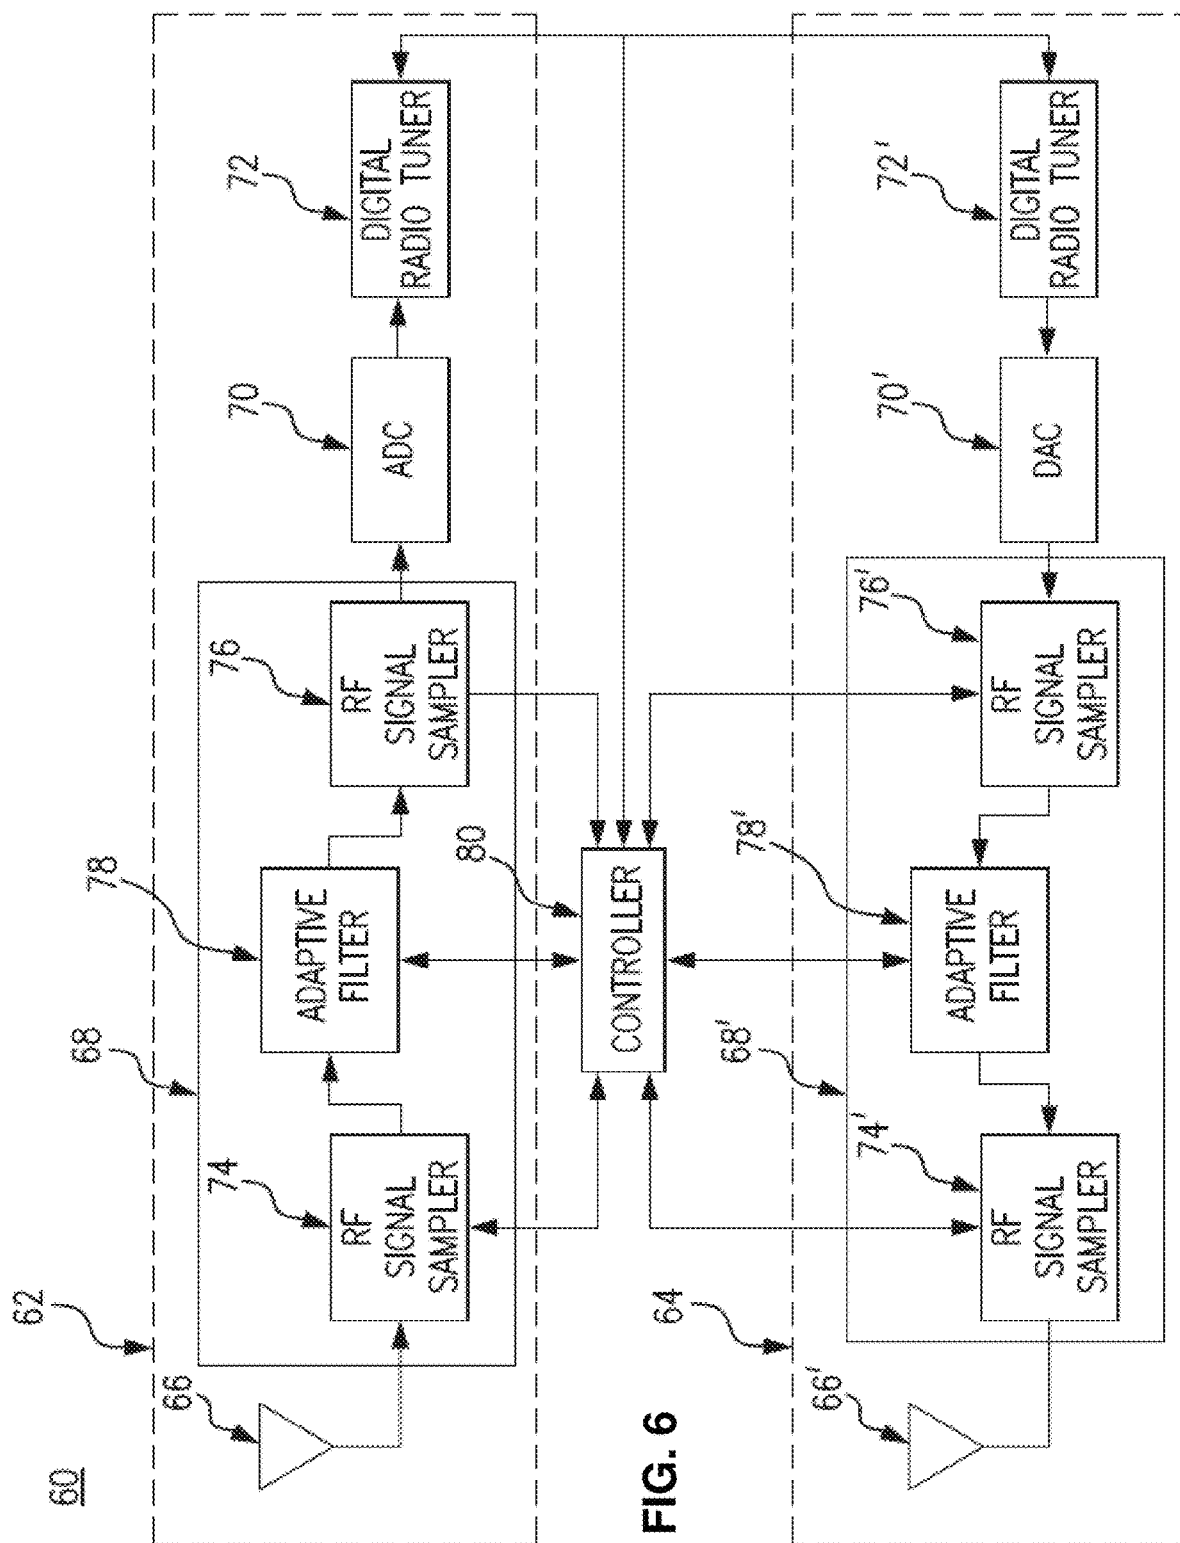 60
62
66
68
74
RF
SIGNAL
SAMPLER
78
ADAPTIVE
FILTER
76
RF
SIGNAL
SAMPLER
70
ADC
72
DIGITAL
RADIO TUNER
80
CONTROLLER
FIG. 6
64
66'
68'
74'
RF
SIGNAL
SAMPLER
78'
ADAPTIVE
FILTER
76'
RF
SIGNAL
SAMPLER
70'
DAC
72'
DIGITAL
RADIO TUNER